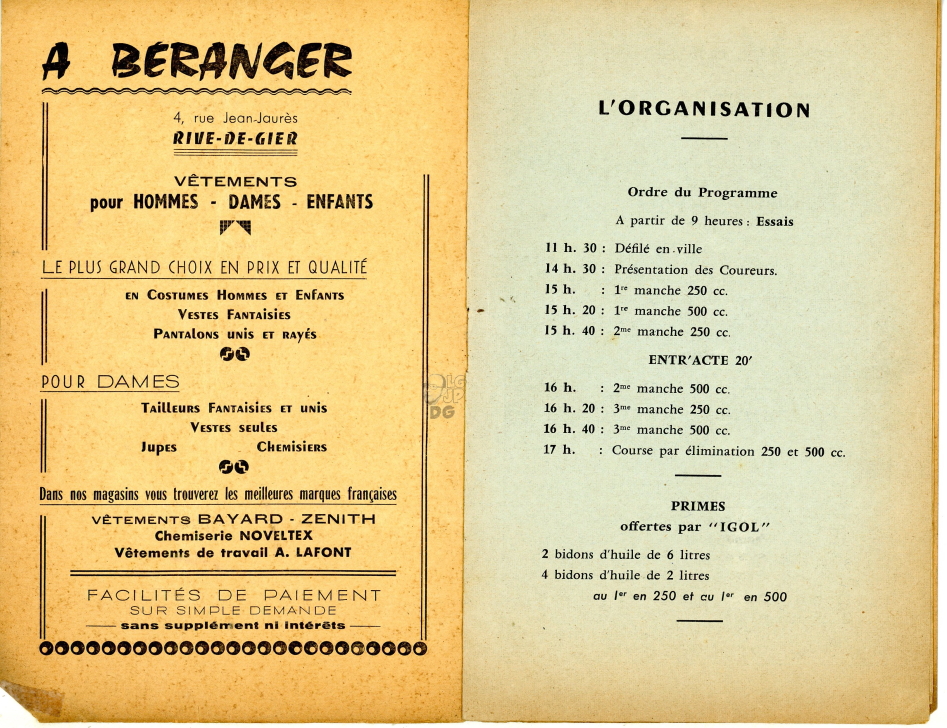 A BERANGER
4, rue Jean-Jaurès
RIVE-DE-GIER
VÊTEMENTS
pour HOMMES - DAMES - ENFANTS
LE PLUS GRAND CHOIX EN PRIX ET QUALITÉ
EN COSTUMES HOMMES ET ENFANTS
VESTES FANTAISIES
PANTALONS UNIS ET RAYÉS
POUR DAMES
TAILLEURS FANTAISIES ET UNIS
VESTES SEULES
JUPES CHEMISIERS
Dans nos magasins vous trouverez les meilleures marques françaises
VÊTEMENTS BAYARD - ZENITH
Chemiserie NOVELTEX
Vêtements de travail A. LAFONT
FACILITÉS DE PAIEMENT
SUR SIMPLE DEMANDE
sans supplément ni intérêts
LG
JP
DG
L'ORGANISATION
Ordre du Programme
A partir de 9 heures : Essais
11 h. 30 : Défilé en ville
14 h. 30 : Présentation des Coureurs.
15 h. : 1re manche 250 cc.
15 h. 20 : 1re manche 500 cc.
15 h. 40 : 2me manche 250 cc.
ENTR'ACTE 20'
16 h. : 2me manche 500 cc.
16 h. 20 : 3me manche 250 cc.
16 h. 40 : 3me manche 500 cc.
17 h. : Course par élimination 250 et 500 cc.
PRIMES
offertes par "IGOL"
2 bidons d'huile de 6 litres
4 bidons d'huile de 2 litres
au 1er en 250 et au 1er en 500